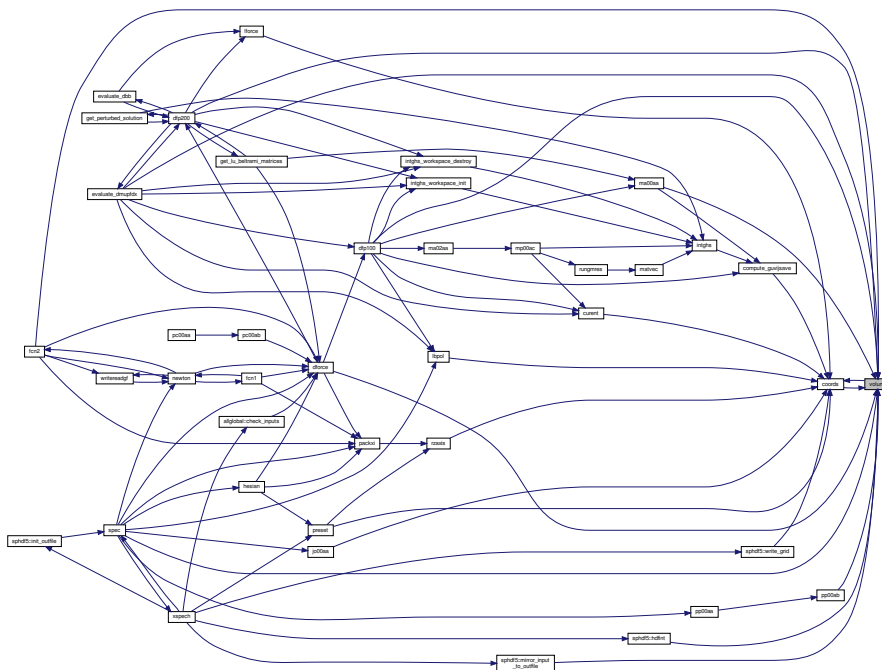 lforce
evaluate_dbb
get_perturbed_solution
dfp200
get_lu_beltrami_matrices
intghs_workspace_destroy
evaluate_dmupfdx
intghs_workspace_init
ma00aa
dfp100
ma02aa
mp00ac
intghs
rungmres
matvec
compute_guvijsave
curent
pc00aa
pc00ab
fcn2
lbpol
dforce
writereadgf
newton
fcn1
coords
volume
allglobal::check_inputs
packxi
rzaxis
hesian
spec
preset
sphdf5::init_outfile
jo00aa
sphdf5::write_grid
pp00ab
xspech
pp00aa
sphdf5::hdfint
sphdf5::mirror_input
_to_outfile